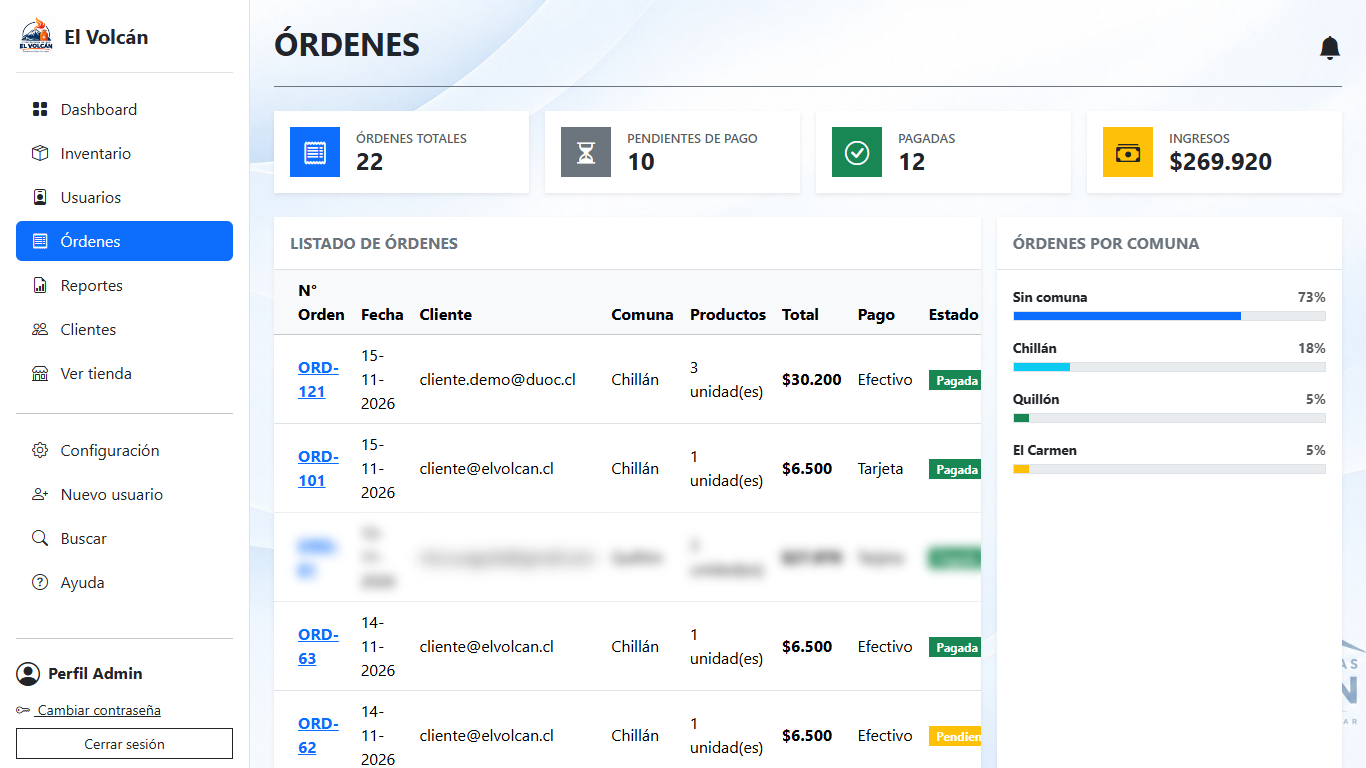 EL VOLCÁN
El Volcán
Dashboard
Inventario
Usuarios
Órdenes
Reportes
Clientes
Ver tienda
Configuración
Nuevo usuario
Buscar
Ayuda
Perfil Admin
Cambiar contraseña
Cerrar sesión
ÓRDENES
ÓRDENES TOTALES
22
PENDIENTES DE PAGO
10
PAGADAS
12
INGRESOS
$269.920
LISTADO DE ÓRDENES
N° Orden Fecha Cliente Comuna Productos Total Pago Estado
ORD-121 15-11-2026 cliente.demo@duoc.cl Chillán 3 unidad(es) $30.200 Efectivo Pagada
ORD-101 15-11-2026 cliente@elvolcan.cl Chillán 1 unidad(es) $6.500 Tarjeta Pagada
ORD-63 14-11-2026 cliente@elvolcan.cl Chillán 1 unidad(es) $6.500 Efectivo Pagada
ORD-62 14-11-2026 cliente@elvolcan.cl Chillán 1 unidad(es) $6.500 Efectivo Pendien
ÓRDENES POR COMUNA
Sin comuna 73%
Chillán 18%
Quillón 5%
El Carmen 5%